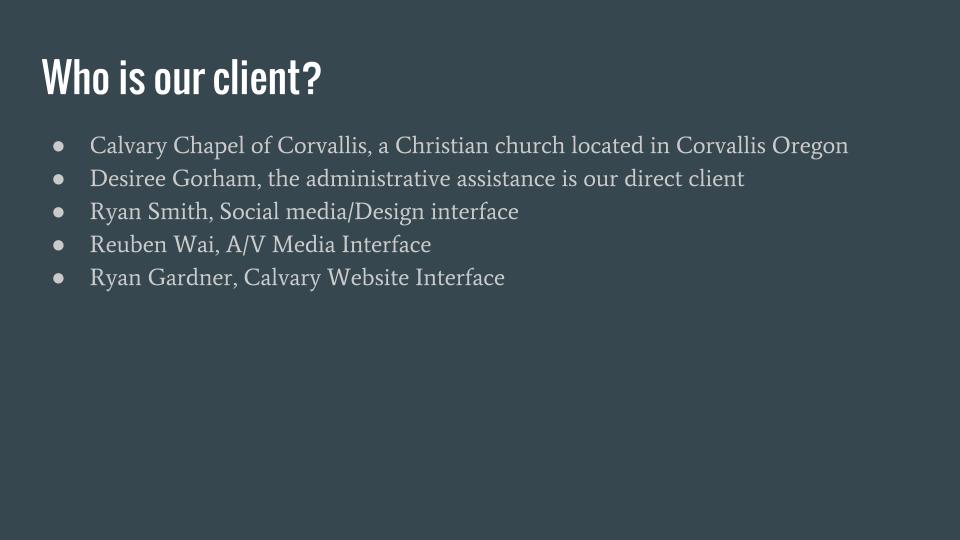 Who is our client?
● Calvary Chapel of Corvallis, a Christian church located in Corvallis Oregon
● Desiree Gorham, the administrative assistance is our direct client
● Ryan Smith, Social media/Design interface
● Reuben Wai, A/V Media Interface
● Ryan Gardner, Calvary Website Interface